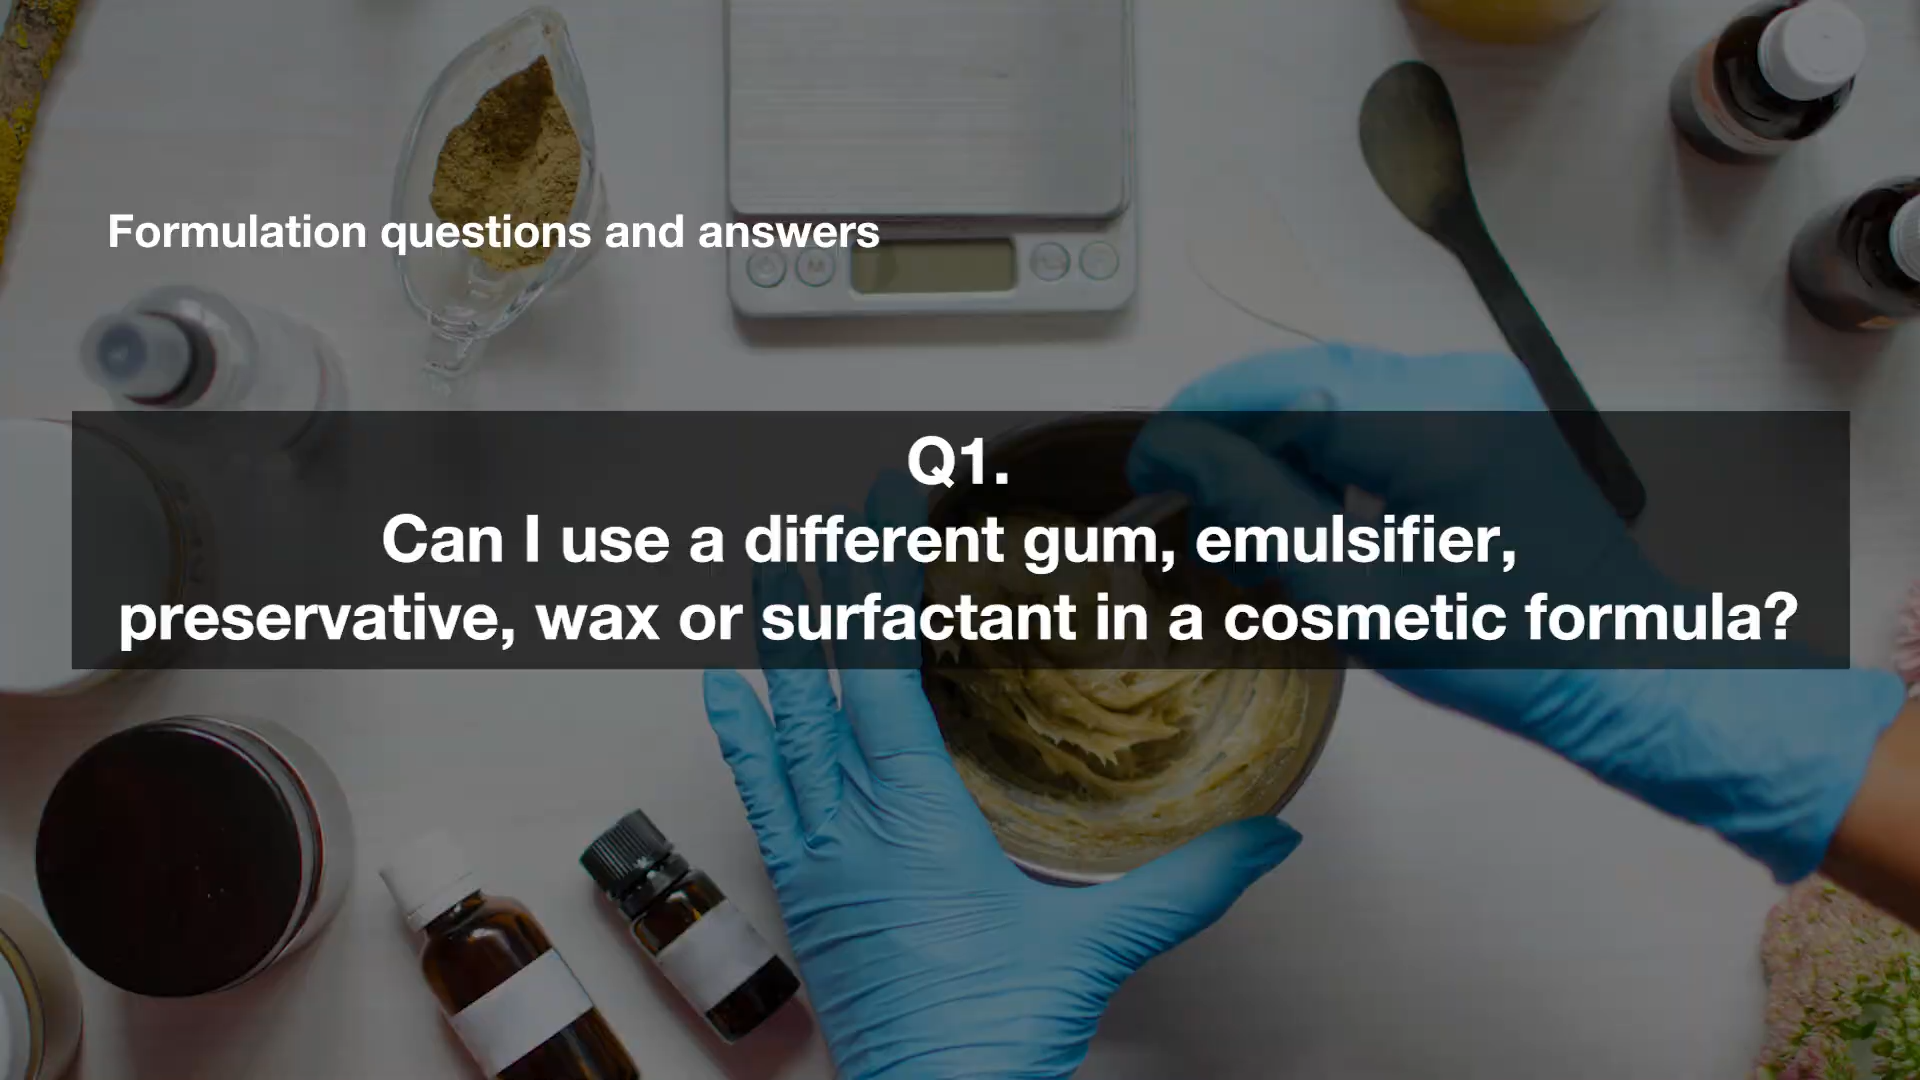 Formulation questions and answers
Q1.
Can I use a different gum, emulsifier,
preservative, wax or surfactant in a cosmetic formula?